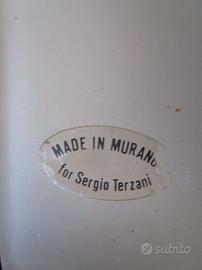 MADE IN MURANO
for Sergio Terzani
subito